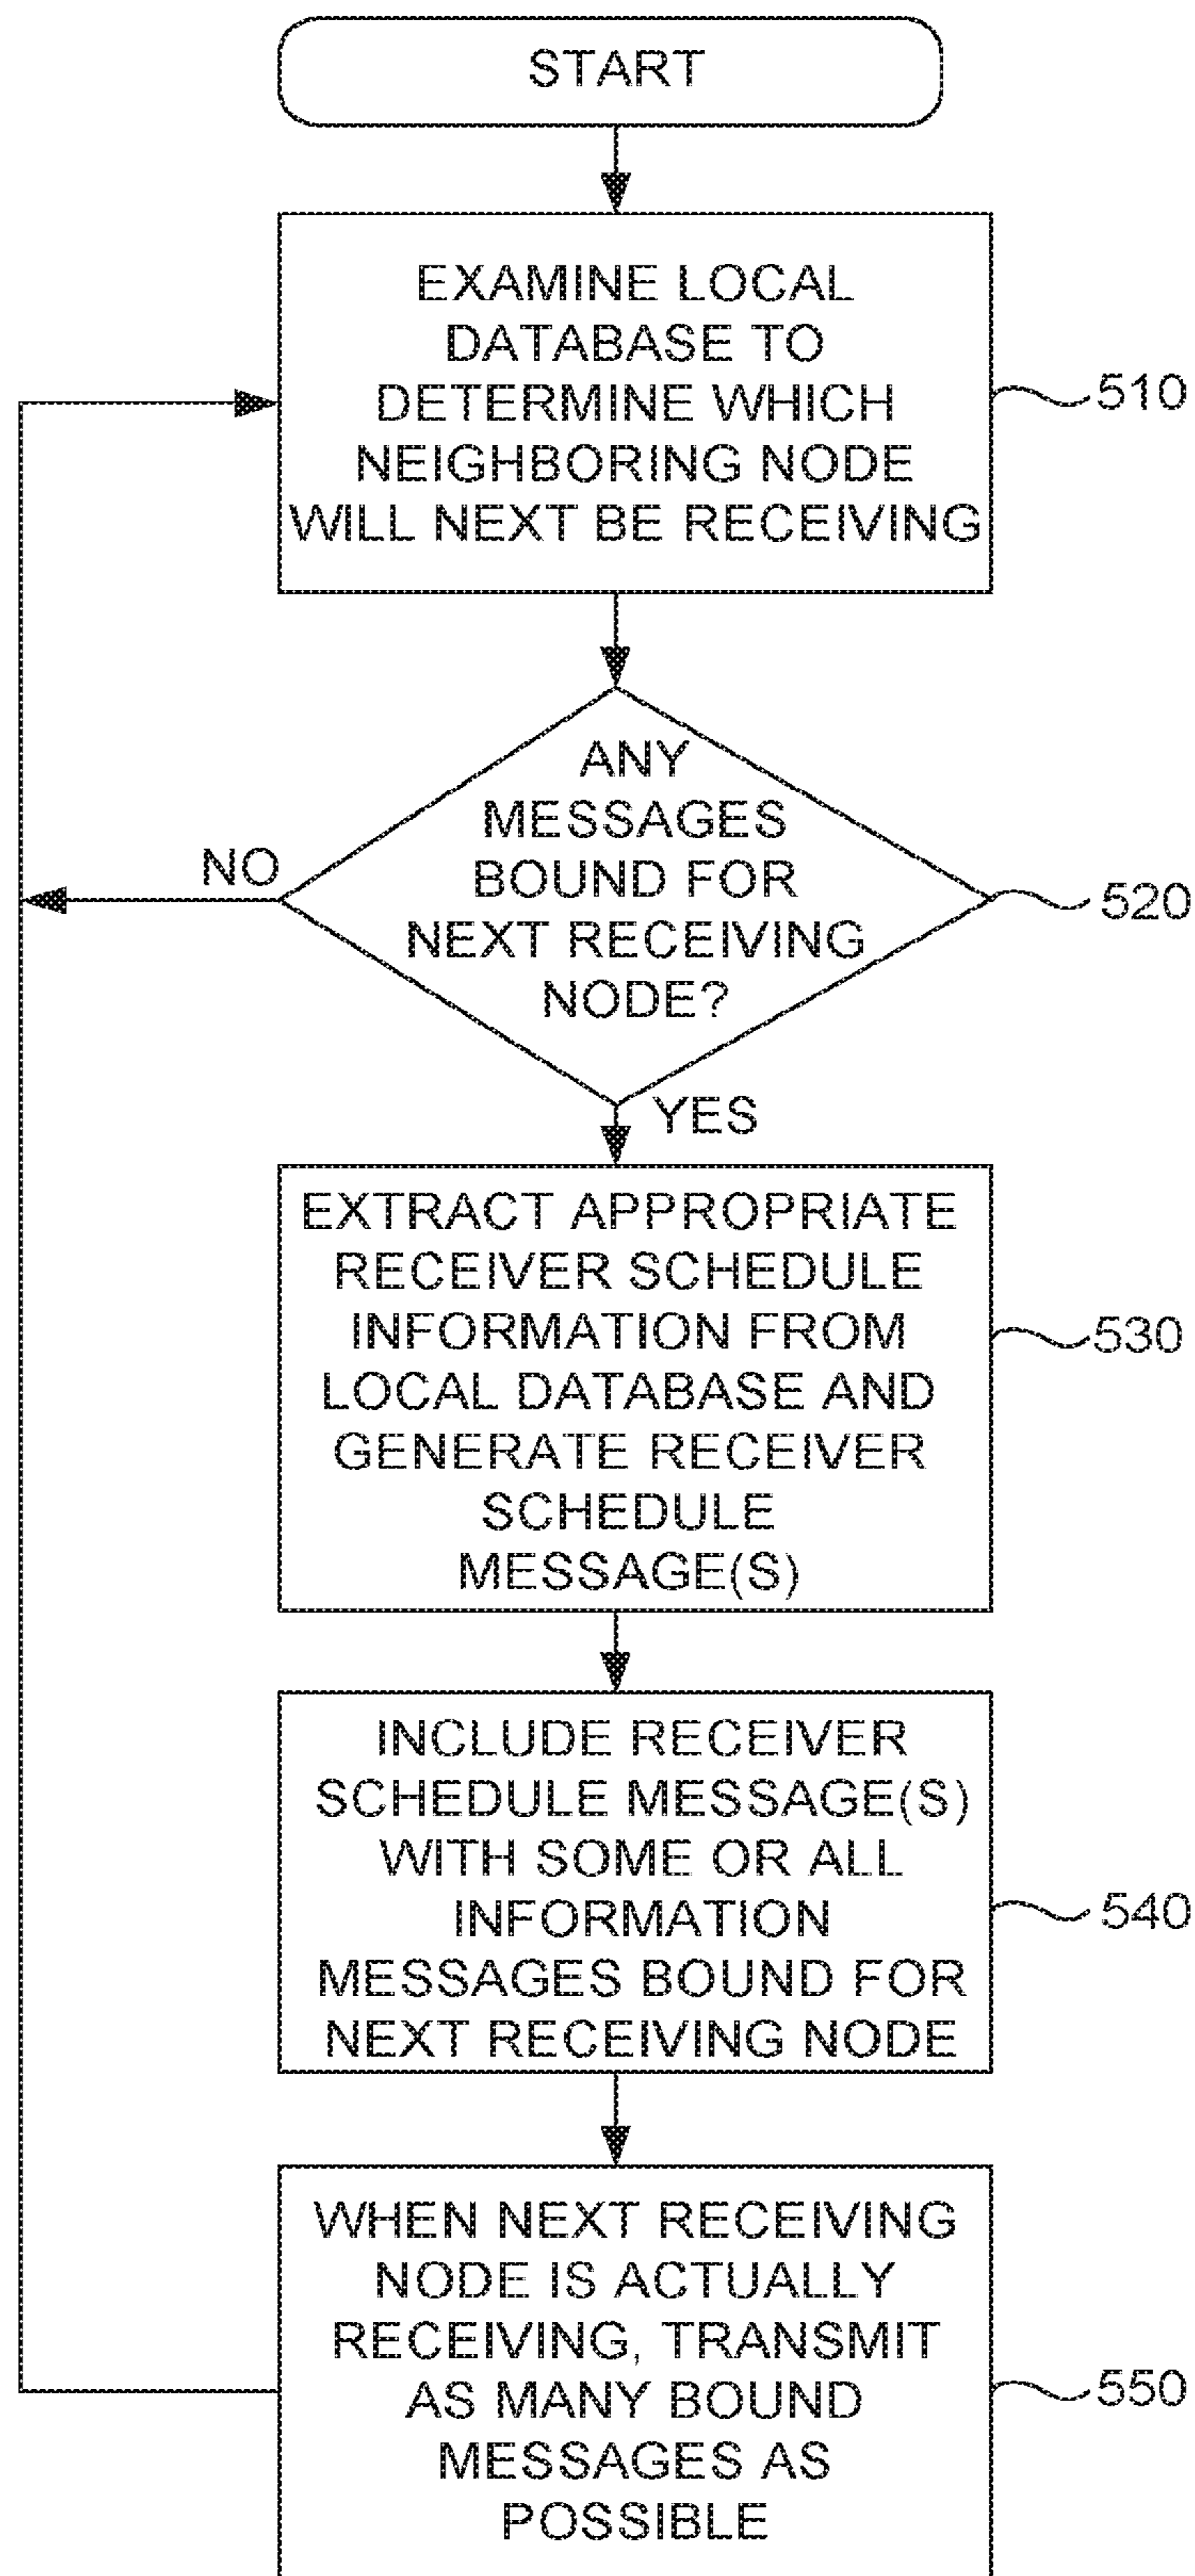 START
EXAMINE LOCAL
DATABASE TO
DETERMINE WHICH
NEIGHBORING NODE
WILL NEXT BE RECEIVING
510
ANY
MESSAGES
BOUND FOR
NEXT RECEIVING
NODE?
NO
520
YES
EXTRACT APPROPRIATE
RECEIVER SCHEDULE
INFORMATION FROM
LOCAL DATABASE AND
GENERATE RECEIVER
SCHEDULE
MESSAGE(S)
530
INCLUDE RECEIVER
SCHEDULE MESSAGE(S)
WITH SOME OR ALL
INFORMATION
MESSAGES BOUND FOR
NEXT RECEIVING NODE
540
WHEN NEXT RECEIVING
NODE IS ACTUALLY
RECEIVING, TRANSMIT
AS MANY BOUND
MESSAGES AS
POSSIBLE
550